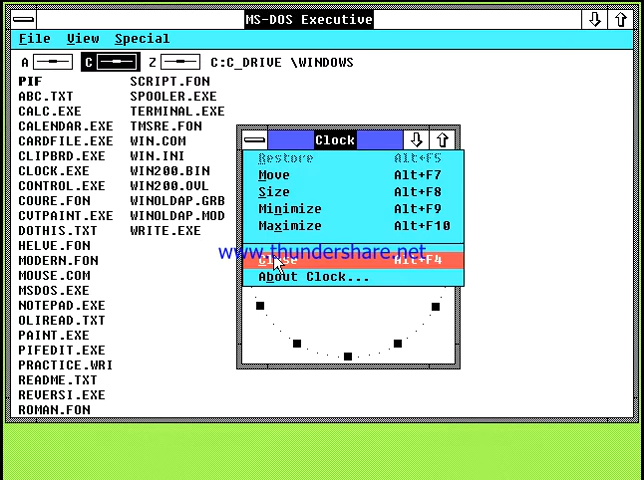 MS-DOS Executive
File View Special
A C Z C:C_DRIVE \WINDOWS
PIF SCRIPT.FON
ABC.TXT SPOOLER.EXE
CALC.EXE TERMINAL.EXE
CALENDAR.EXE TMSRE.FON
CARDFILE.EXE WIN.COM
CLIPBRD.EXE WIN.INI
CLOCK.EXE WIN200.BIN
CONTROL.EXE WIN200.OVL
COURE.FON WINOLDAP.GRB
CVTPAINT.EXE WINOLDAP.MOD
DOTHIS.TXT WRITE.EXE
HELVE.FON
MODERN.FON
MOUSE.COM
MSDOS.EXE
NOTEPAD.EXE
OLIREAD.TXT
PAINT.EXE
PIFEDIT.EXE
PRACTICE.WRI
README.TXT
REVERSI.EXE
ROMAN.FON
Clock
Restore Alt+F5
Move Alt+F7
Size Alt+F8
Minimize Alt+F9
Maximize Alt+F10
www.thundershare.net
Close Alt+F4
About Clock...